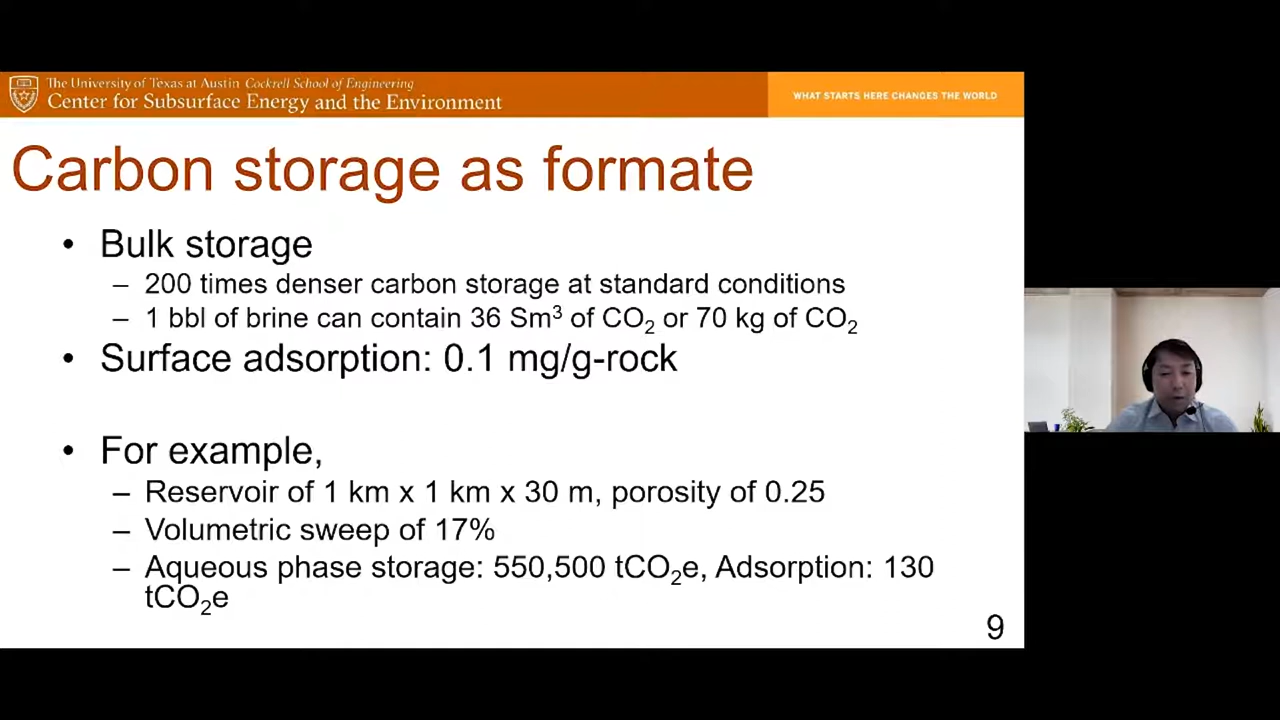 The University of Texas at Austin Cockrell School of Engineering
Center for Subsurface Energy and the Environment
WHAT STARTS HERE CHANGES THE WORLD
Carbon storage as formate
• Bulk storage
– 200 times denser carbon storage at standard conditions
– 1 bbl of brine can contain 36 Sm³ of CO₂ or 70 kg of CO₂
• Surface adsorption: 0.1 mg/g-rock
• For example,
– Reservoir of 1 km x 1 km x 30 m, porosity of 0.25
– Volumetric sweep of 17%
– Aqueous phase storage: 550,500 tCO₂e, Adsorption: 130
tCO₂e
9